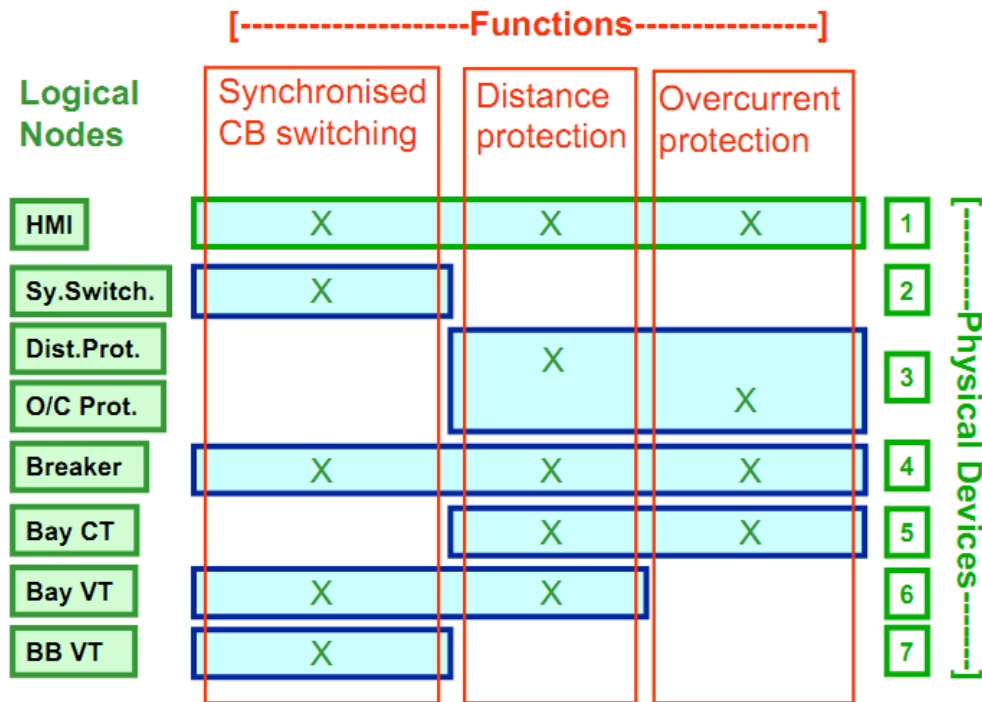 [--------------------Functions----------------]
Logical
Nodes
Synchronised
CB switching
Distance
protection
Overcurrent
protection
HMI X X X 1
Sy.Switch. X 2
Dist.Prot. X
3
O/C Prot. X
Breaker X X X 4
Bay CT X X 5
Bay VT X X 6
BB VT X 7
[----------Physical Devices-------]